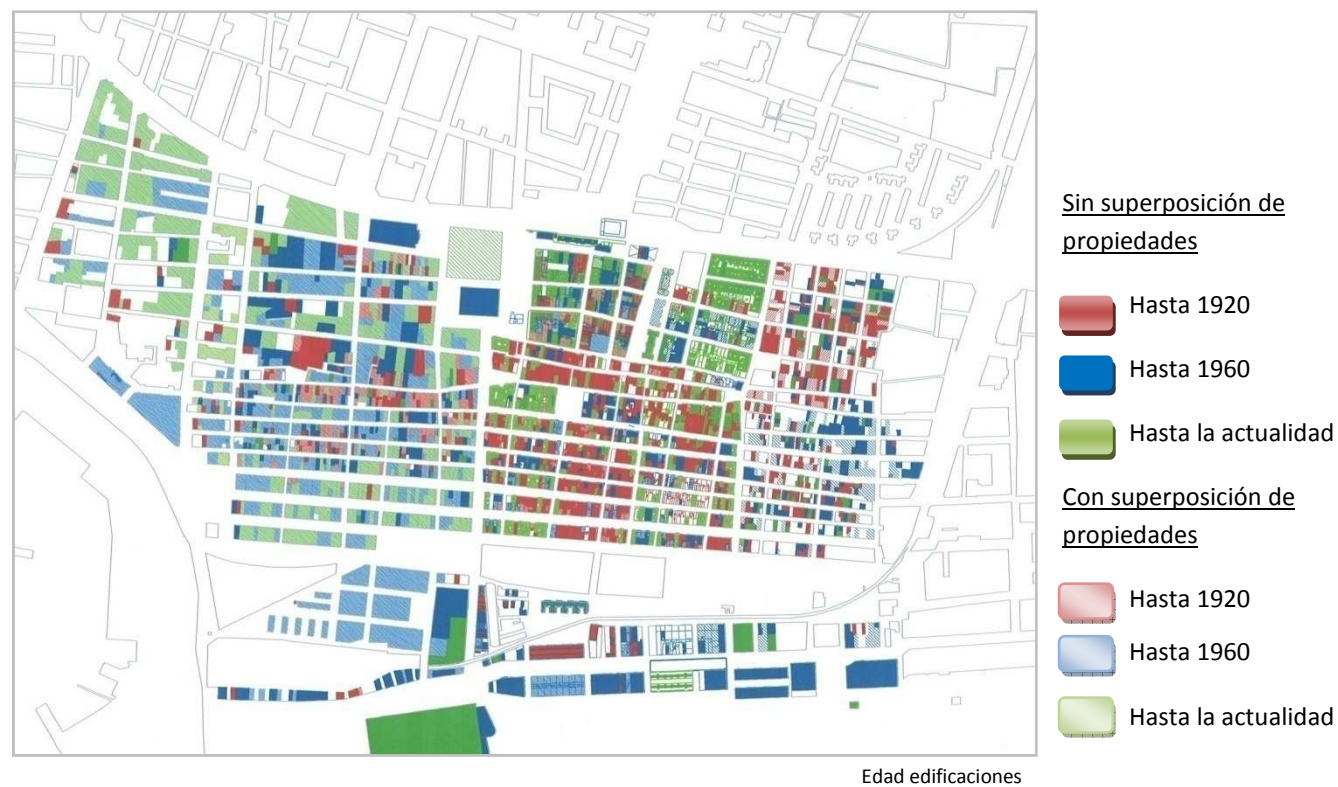 Sin superposición de
propiedades
Hasta 1920
Hasta 1960
Hasta la actualidad
Con superposición de
propiedades
Hasta 1920
Hasta 1960
Hasta la actualidad
Edad edificaciones